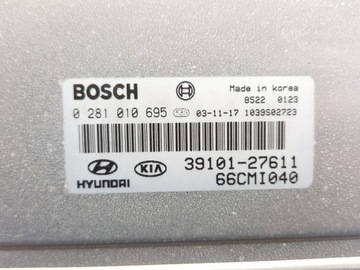 BOSCH
Made in korea
8522 0123
0 281 010 695 03-11-17 1039S02723
HYUNDAI KIA 39101-27611
66CMI040